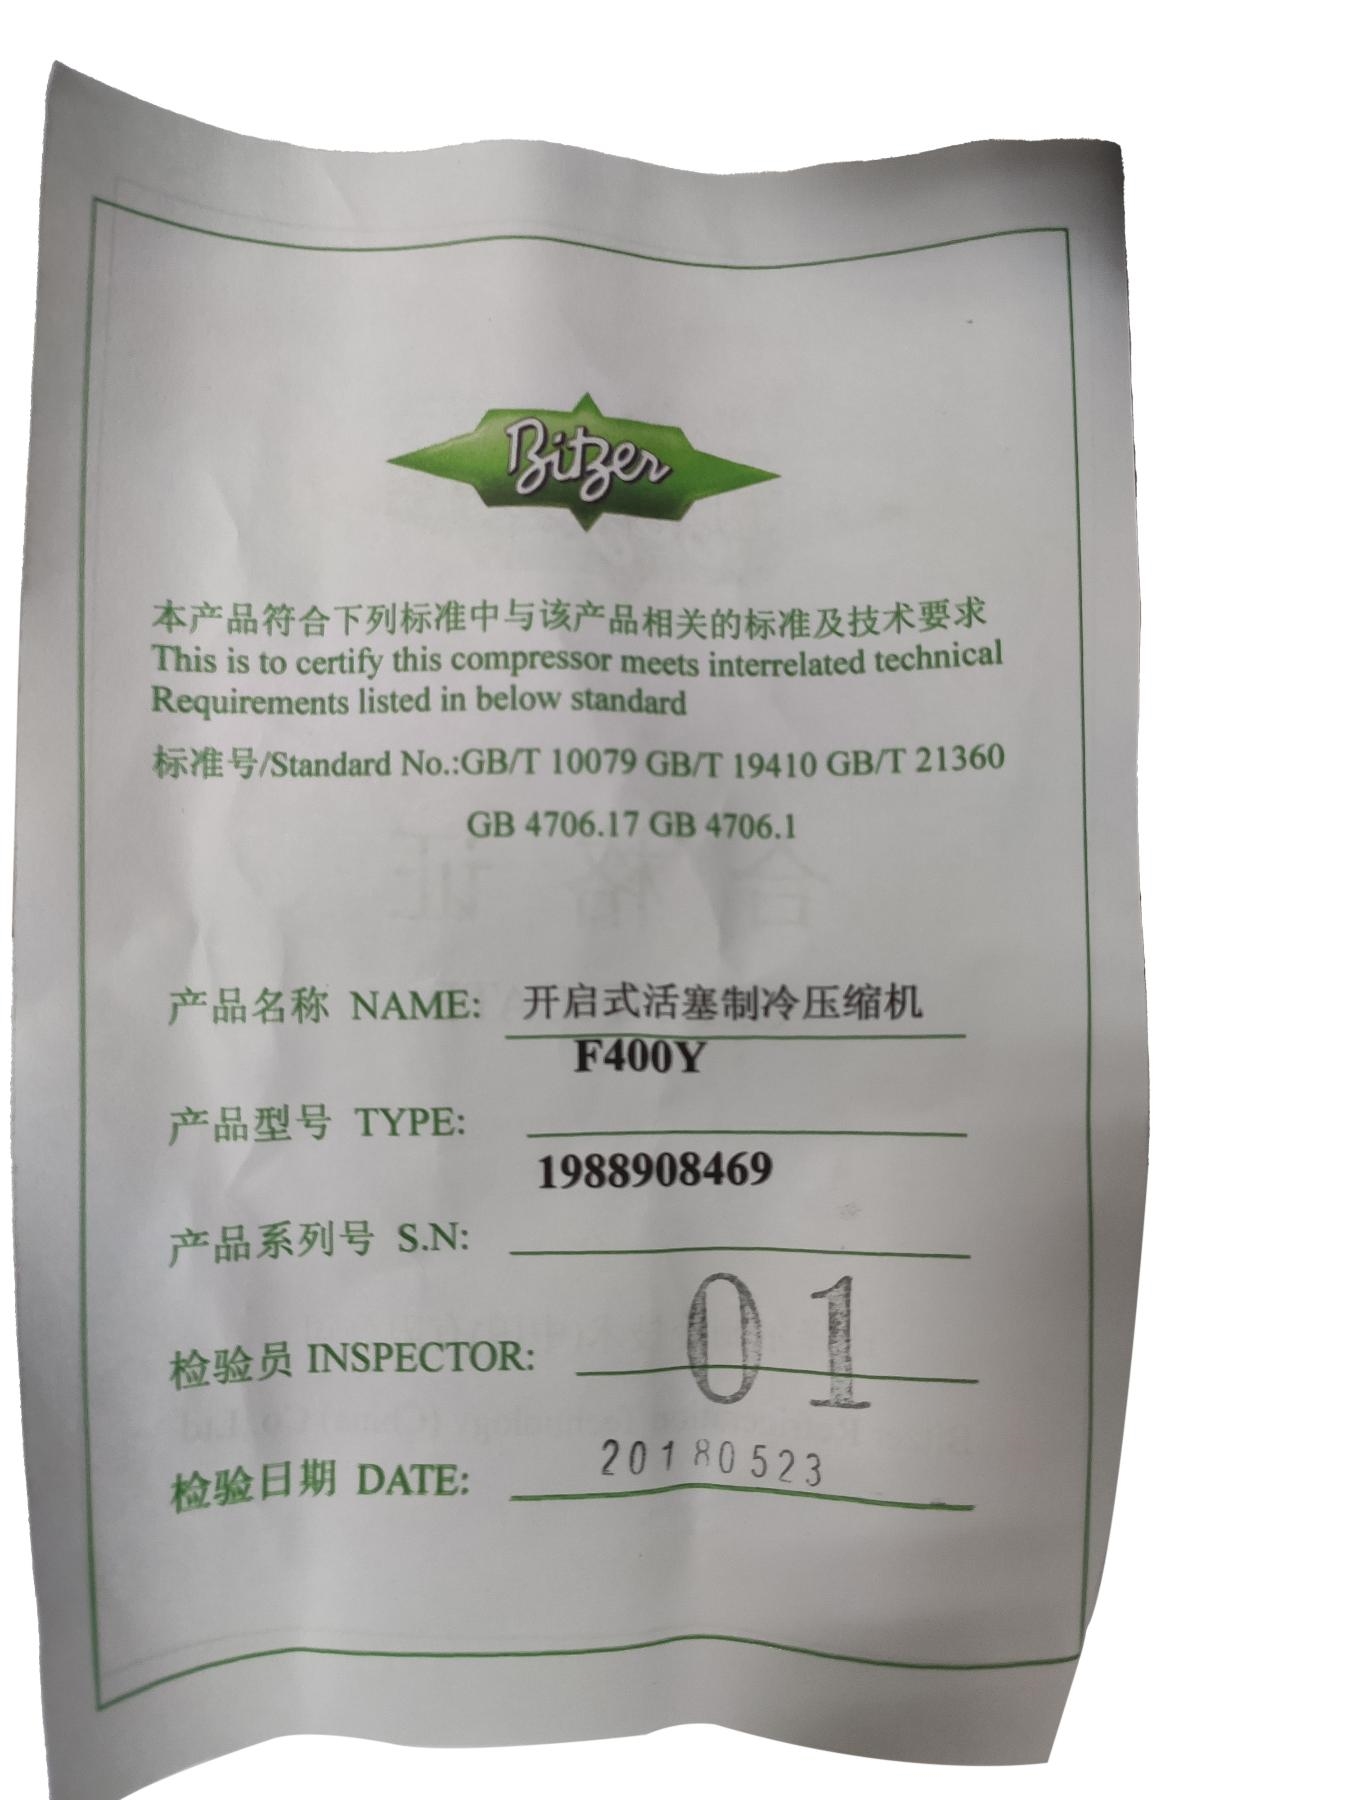 Bitzer
本产品符合下列标准中与该产品相关的标准及技术要求
This is to certify this compressor meets interrelated technical
Requirements listed in below standard
标准号/Standard No.:GB/T 10079 GB/T 19410 GB/T 21360
GB 4706.17 GB 4706.1
产品名称 NAME: 开启式活塞制冷压缩机
F400Y
产品型号 TYPE:
1988908469
产品系列号 S.N:
检验员 INSPECTOR: 01
检验日期 DATE: 20180523